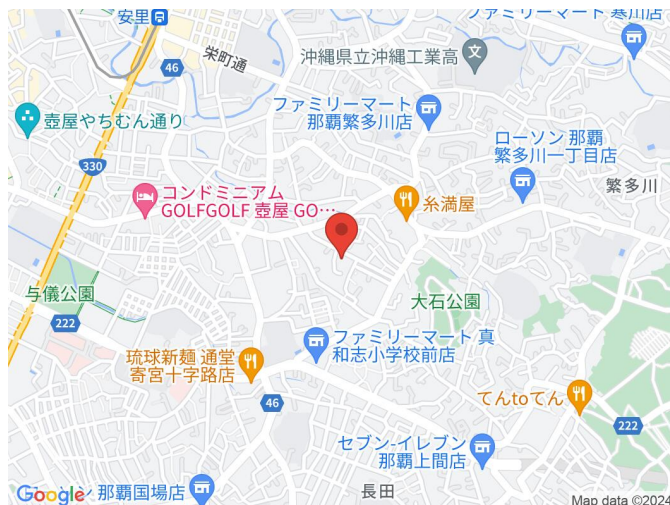 安里
ファミリーマート 寒川店
46
栄町通
沖縄県立沖縄工業高
文
ファミリーマート
那覇繁多川店
壺屋やちむん通り
ローソン 那覇
繁多川一丁目店
330
コンドミニアム
GOLFGOLF 壺屋 GO…
糸満屋
繁多川
与儀公園
222
大石公園
琉球新麺 通堂
寄宮十字路店
ファミリーマート 真
和志小学校前店
46
てんtoてん
222
セブン-イレブン
那覇上間店
Google
ン 那覇国場店
長田
Map data ©2024